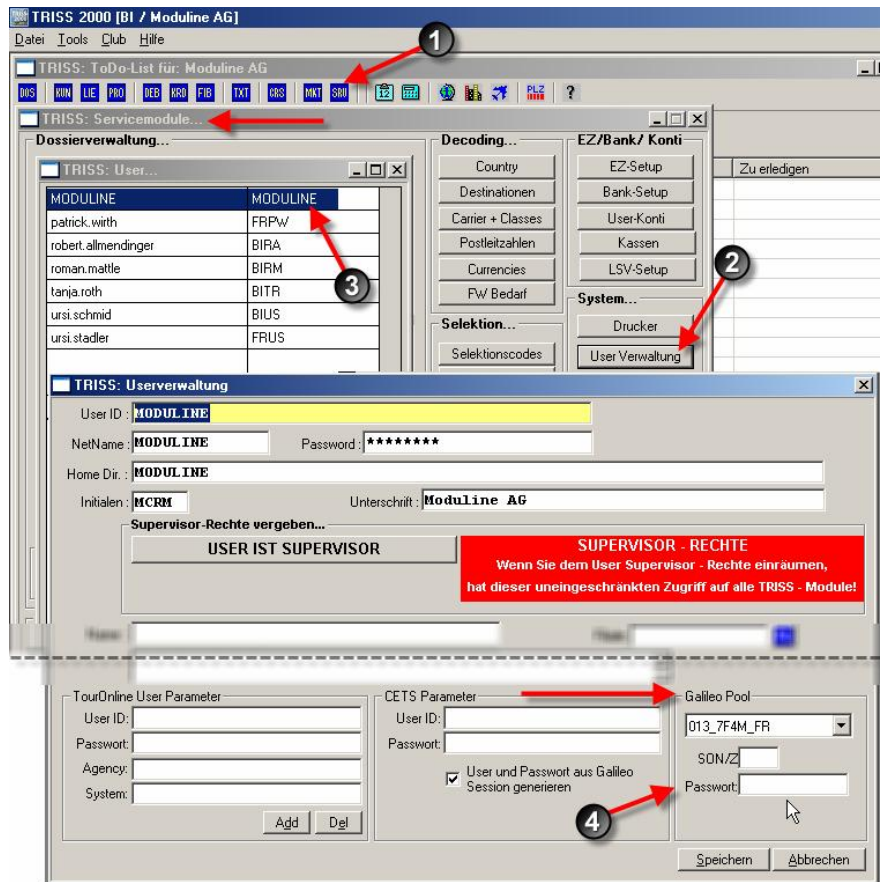 TRISS 2000 [BI / Moduline AG]
Datei Tools Club Hilfe
1
TRISS: ToDo-List für: Moduline AG
DOS KUN LIE PRO DEB KRD FIB TXT CRS MKT SRV 12 PLZ ?
TRISS: Servicemodule...
Dossierverwaltung...
TRISS: User...
MODULINE MODULINE
patrick.wirth FRPW
robert.allmendinger BIRA
roman.mattle BIRM
tanja.roth BITR
ursi.schmid BIUS
ursi.stadler FRUS
3
Decoding...
Country
Destinationen
Carrier + Classes
Postleitzahlen
Currencies
FW Bedarf
Selektion...
Selektionscodes
EZ/Bank/ Konti
EZ-Setup
Bank-Setup
User-Konti
Kassen
LSV-Setup
System...
Drucker
User Verwaltung
2
Zu erledigen
TRISS: Userverwaltung
User ID : MODULINE
NetName : MODULINE Password : ********
Home Dir. : MODULINE
Initialen : MCRM Unterschrift : Moduline AG
Supervisor-Rechte vergeben...
USER IST SUPERVISOR
SUPERVISOR - RECHTE
Wenn Sie dem User Supervisor - Rechte einräumen,
hat dieser uneingeschränkten Zugriff auf alle TRISS - Module!
Name:
TourOnline User Parameter
User ID:
Passwort:
Agency:
System:
Add Del
CETS Parameter
User ID:
Passwort:
User und Passwort aus Galileo
Session generieren
4
Galileo Pool
013_7F4M_FR
SON/Z
Passwort:
Speichern Abbrechen